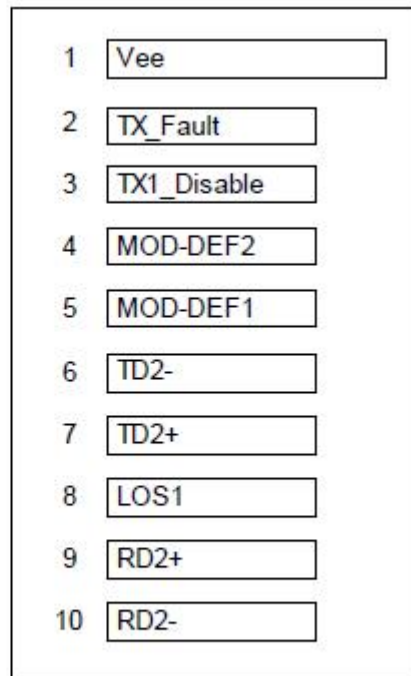 1 Vee
2 TX_Fault
3 TX1_Disable
4 MOD-DEF2
5 MOD-DEF1
6 TD2-
7 TD2+
8 LOS1
9 RD2+
10 RD2-